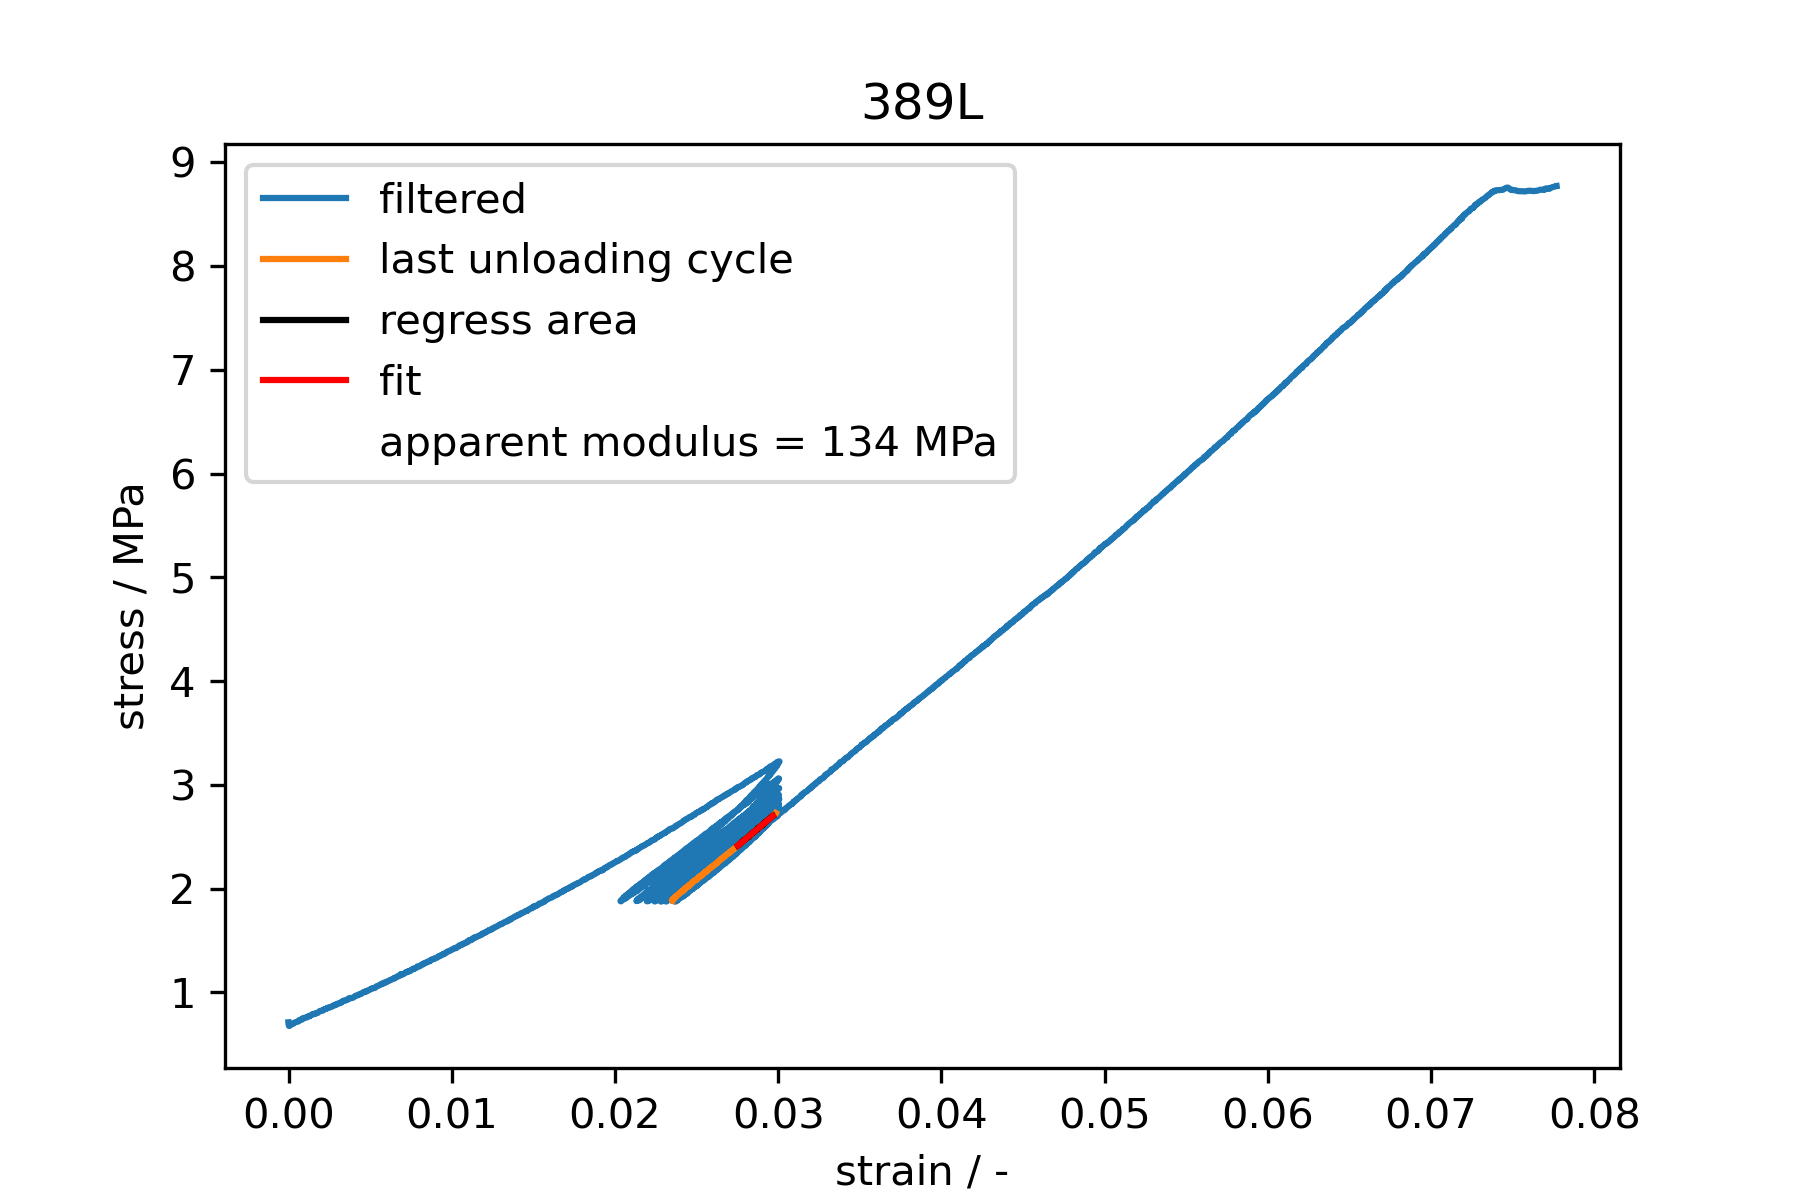 389L
9
8
7
6
5
4
3
2
1
stress / MPa
filtered
last unloading cycle
regress area
fit
apparent modulus = 134 MPa
0.00 0.01 0.02 0.03 0.04 0.05 0.06 0.07 0.08
strain / -